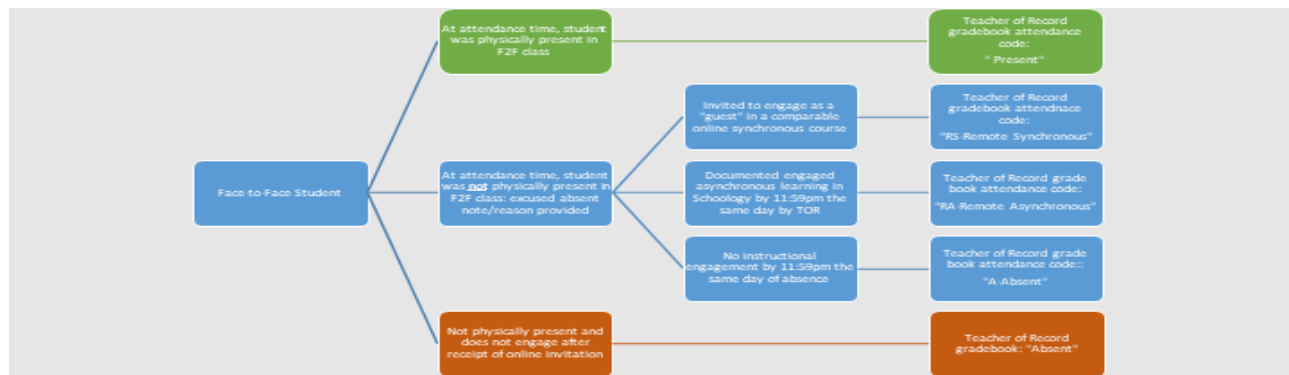 At attendance time, student
was physically present in
F2F class
Teacher of Record
gradebook attendance
code:
" Present"
Invited to engage as a
"guest" in a comparable
online synchronous course
Teacher of Record
gradebook attendnace
code:
"RS-Remote Synchronous"
Face-to-Face Student
At attendance time, student
was not physically present in
F2F class: excused absent
note/reason provided
Documented engaged
asynchronous learning in
Schoology by 11:59pm the
same day by TOR
Teacher of Record grade
book attendance code:
"RA-Remote Asynchronous"
No instructional
engagement by 11:59pm the
same day of absence
Teacher of Record grade
book attendance code::
"A-Absent"
Not physically present and
does not engage after
receipt of online invitation
Teacher of Record
gradebook: "Absent"